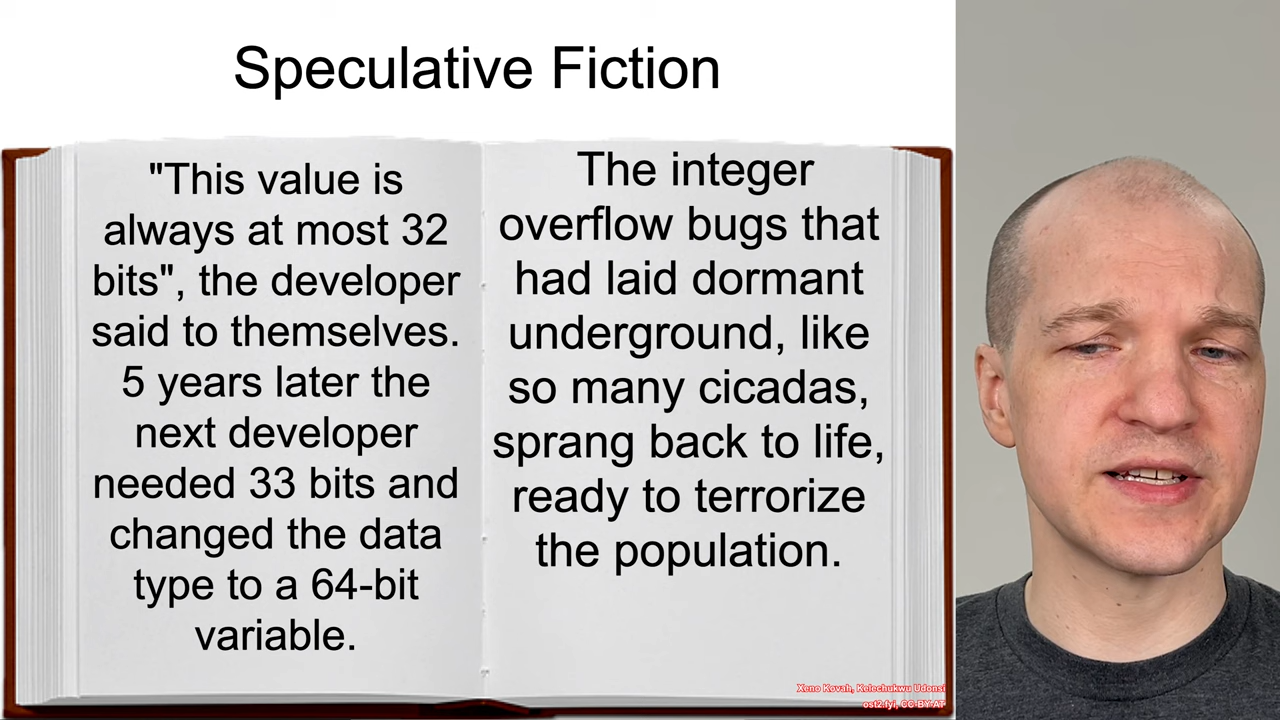 Speculative Fiction
"This value is
always at most 32
bits", the developer
said to themselves.
5 years later the
next developer
needed 33 bits and
changed the data
type to a 64-bit
variable.
The integer
overflow bugs that
had laid dormant
underground, like
so many cicadas,
sprang back to life,
ready to terrorize
the population.
Xeno Kovah, Kelechukwu Udonsi
ost2.fyi, CC BY-AT